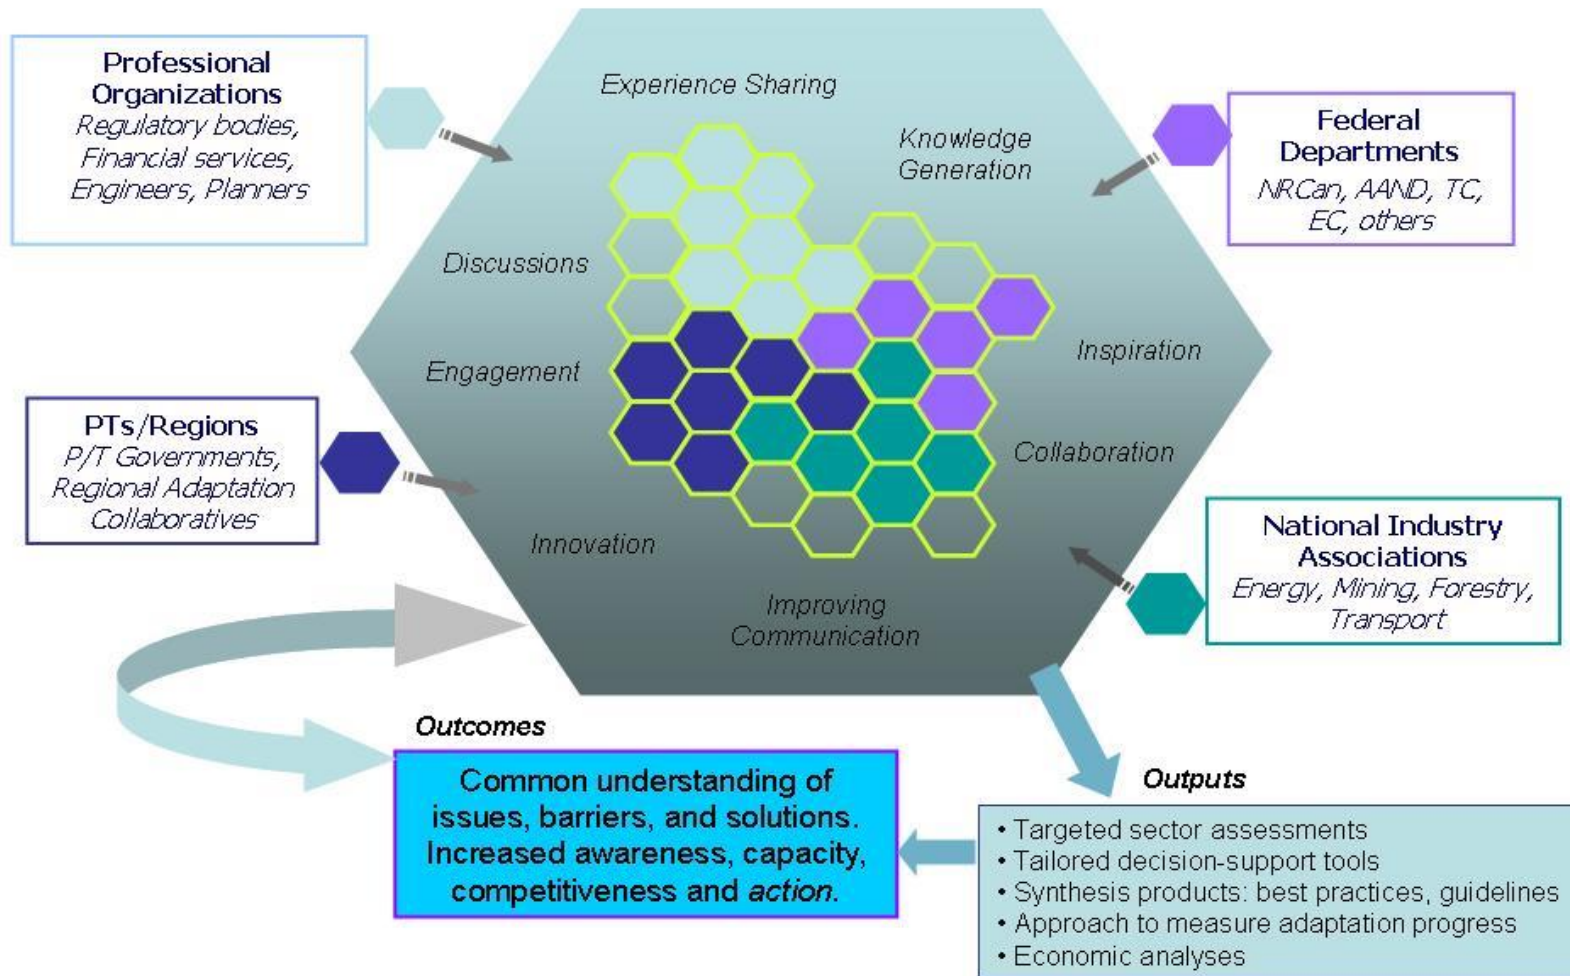 Professional
Organizations
Regulatory bodies,
Financial services,
Engineers, Planners
Experience Sharing
Knowledge
Generation
Federal
Departments
NRCan, AAND, TC,
EC, others
Discussions
Engagement
Inspiration
PTs/Regions
P/T Governments,
Regional Adaptation
Collaboratives
Collaboration
Innovation
National Industry
Associations
Energy, Mining, Forestry,
Transport
Improving
Communication
Outcomes
Common understanding of
issues, barriers, and solutions.
Increased awareness, capacity,
competitiveness and action.
Outputs
• Targeted sector assessments
• Tailored decision-support tools
• Synthesis products: best practices, guidelines
• Approach to measure adaptation progress
• Economic analyses